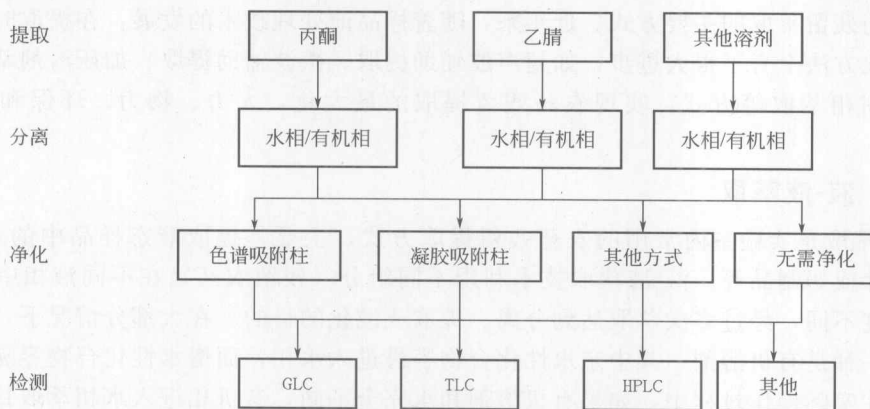 提取 丙酮 乙腈 其他溶剂
分离 水相/有机相 水相/有机相 水相/有机相
净化 色谱吸附柱 凝胶吸附柱 其他方式 无需净化
检测 GLC TLC HPLC 其他